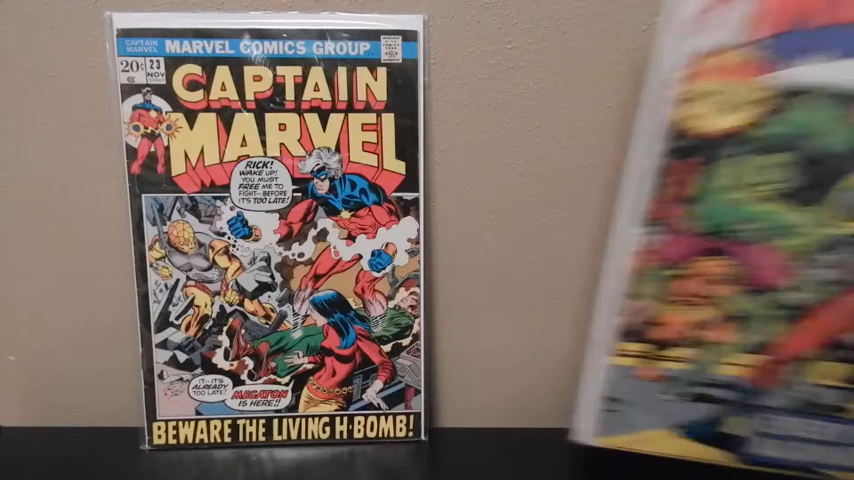 CAPTAIN
MARVEL
MARVEL COMICS GROUP
20¢
23
NOV
CAPTAIN
MARVEL
RICK!
WAKE UP!
YOU MUST
FREE ME TO
FIGHT--BEFORE
IT'S TOO LATE!
IT--IT'S
ALREADY
TOO LATE!
MEGATON
IS HERE!!
BEWARE THE LIVING H-BOMB!